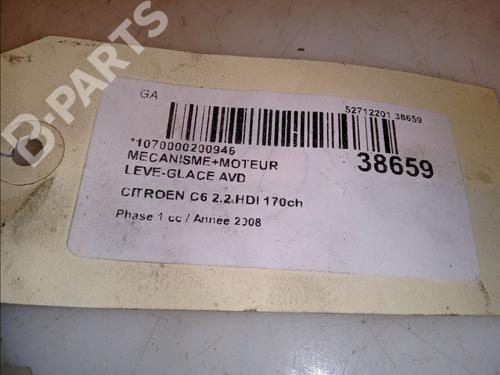 B-PARTS
GA
52712201 38659
*1070000200946
38659
MECANISME+MOTEUR
LEVE-GLACE AVD
CITROEN C6 2.2 HDI 170ch
Phase 1 cc / Année 2008